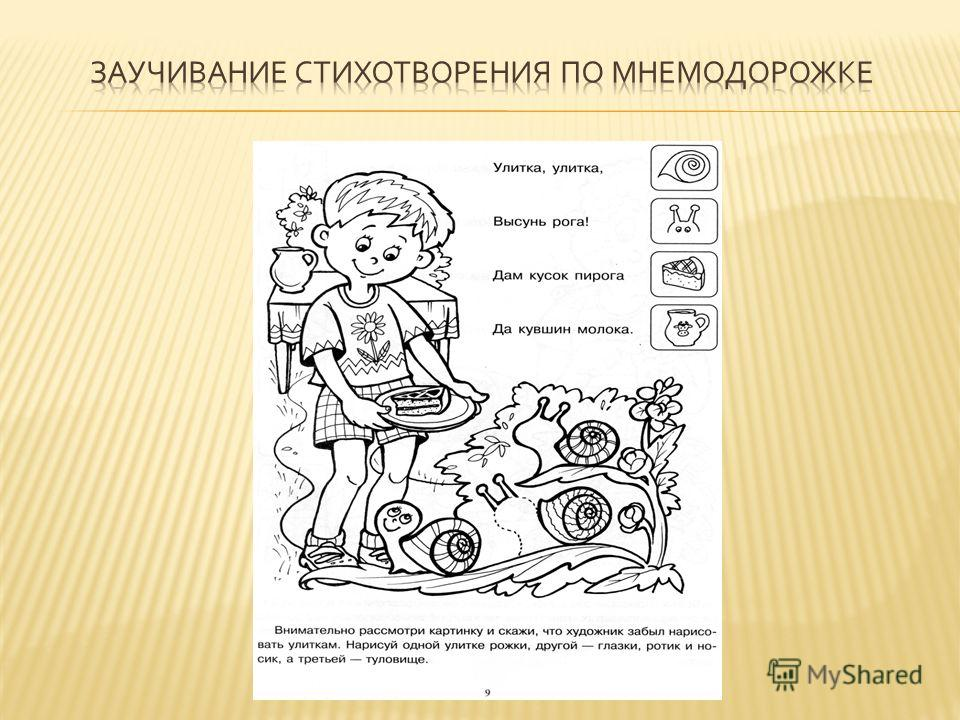 ЗАУЧИВАНИЕ СТИХОТВОРЕНИЯ ПО МНЕМОДОРОЖКЕ
Улитка, улитка,
Высунь рога!
Дам кусок пирога
Да кувшин молока.
Внимательно рассмотри картинку и скажи, что художник забыл нарисо-
вать улиткам. Нарисуй одной улитке рожки, другой — глазки, ротик и но-
сик, а третьей — туловище.
9
MyShared